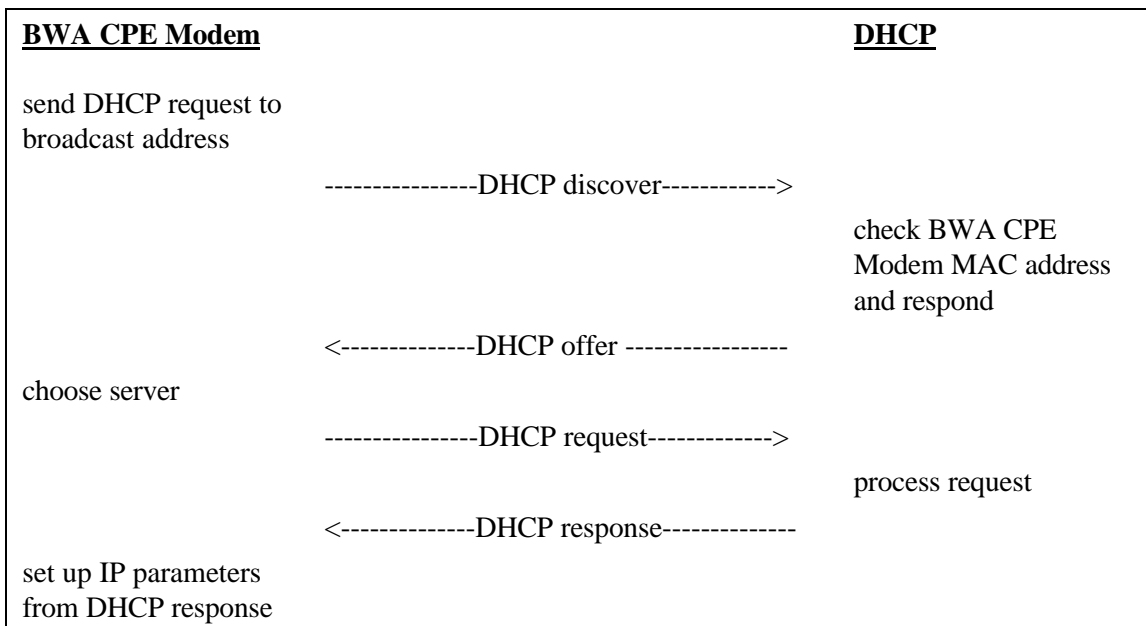 BWA CPE Modem DHCP
send DHCP request to
broadcast address
----------------DHCP discover------------>
check BWA CPE
Modem MAC address
and respond
<--------------DHCP offer -----------------
choose server
----------------DHCP request------------->
process request
<--------------DHCP response--------------
set up IP parameters
from DHCP response